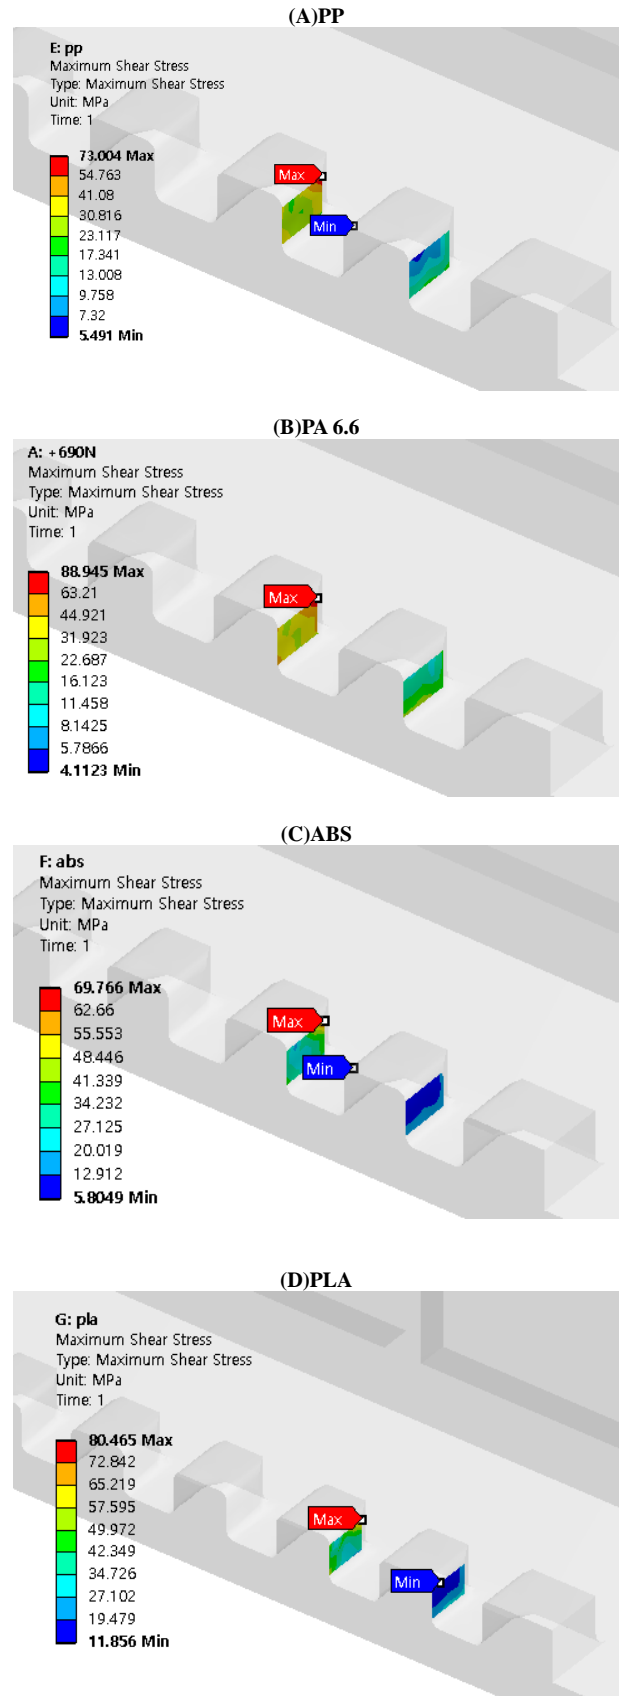 (A)PP
E: pp
Maximum Shear Stress
Type: Maximum Shear Stress
Unit: MPa
Time: 1
73.004 Max
54.763
41.08
30.816
23.117
17.341
13.008
9.758
7.32
5.491 Min
Max
Min
(B)PA 6.6
A: +690N
Maximum Shear Stress
Type: Maximum Shear Stress
Unit: MPa
Time: 1
88.945 Max
63.21
44.921
31.923
22.687
16.123
11.458
8.1425
5.7866
4.1123 Min
Max
(C)ABS
F: abs
Maximum Shear Stress
Type: Maximum Shear Stress
Unit: MPa
Time: 1
69.766 Max
62.66
55.553
48.446
41.339
34.232
27.125
20.019
12.912
5.8049 Min
Max
Min
(D)PLA
G: pla
Maximum Shear Stress
Type: Maximum Shear Stress
Unit: MPa
Time: 1
80.465 Max
72.842
65.219
57.595
49.972
42.349
34.726
27.102
19.479
11.856 Min
Max
Min